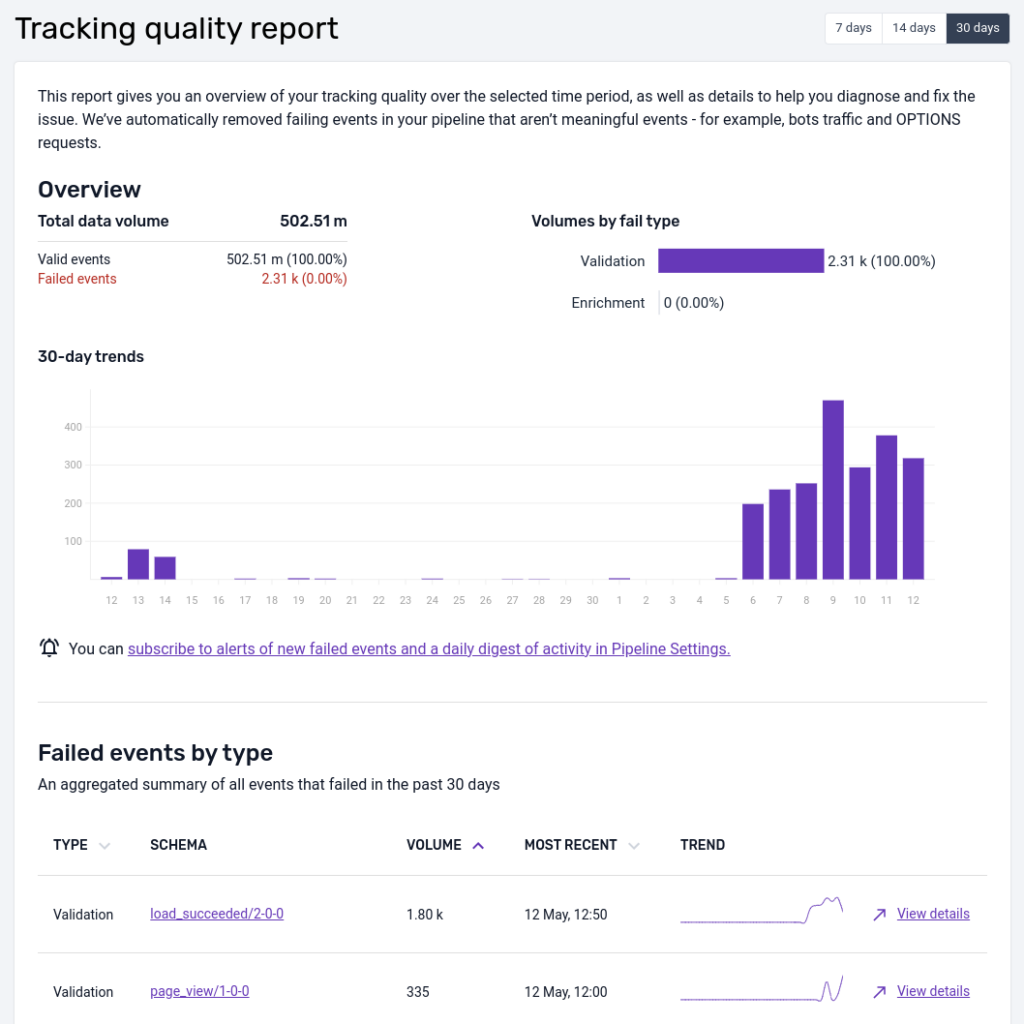 Tracking quality report
7 days 14 days 30 days
This report gives you an overview of your tracking quality over the selected time period, as well as details to help you diagnose and fix the
issue. We’ve automatically removed failing events in your pipeline that aren’t meaningful events - for example, bots traffic and OPTIONS
requests.
Overview
Total data volume 502.51 m
Valid events 502.51 m (100.00%)
Failed events 2.31 k (0.00%)
Volumes by fail type
Validation 2.31 k (100.00%)
Enrichment 0 (0.00%)
30-day trends
400
300
200
100
12 13 14 15 16 17 18 19 20 21 22 23 24 25 26 27 28 29 30 1 2 3 4 5 6 7 8 9 10 11 12
You can subscribe to alerts of new failed events and a daily digest of activity in Pipeline Settings.
Failed events by type
An aggregated summary of all events that failed in the past 30 days
TYPE SCHEMA VOLUME MOST RECENT TREND
Validation load_succeeded/2-0-0 1.80 k 12 May, 12:50 View details
Validation page_view/1-0-0 335 12 May, 12:00 View details